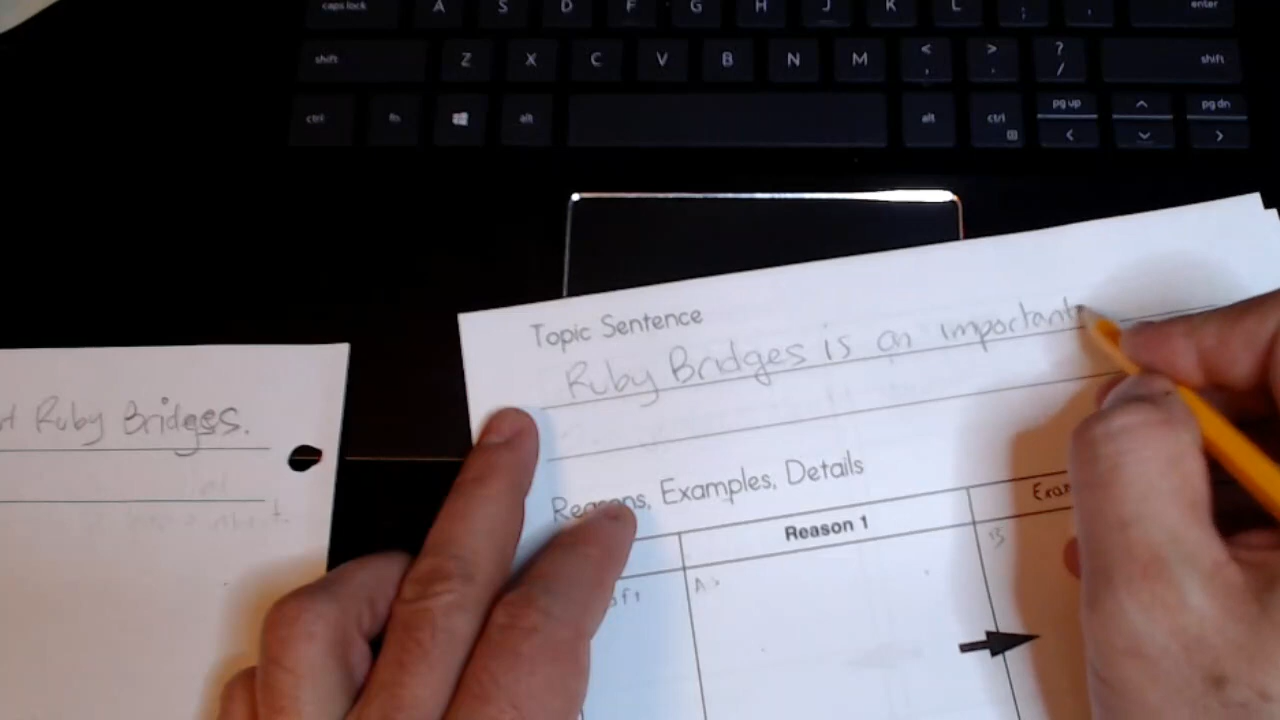 caps lock A S D F G H J K L ; , enter
shift Z X C V B N M < , > . ? / shift
ctrl fn alt alt ctrl pg up < pg dn >
Topic Sentence
Ruby Bridges is an important
Ruby Bridges.
Reasons, Examples, Details
Reason 1
A>